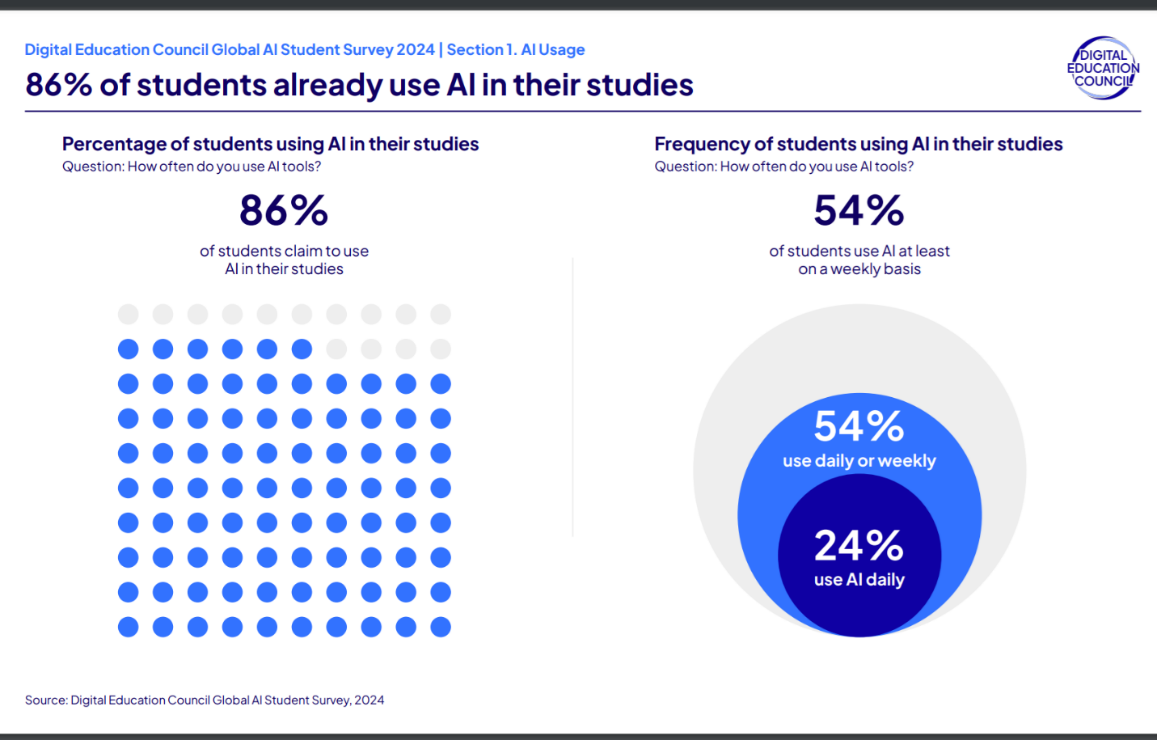 Digital Education Council Global AI Student Survey 2024 | Section 1. AI Usage
86% of students already use AI in their studies
DIGITAL
EDUCATION
COUNCIL
Percentage of students using AI in their studies
Question: How often do you use AI tools?
86%
of students claim to use
AI in their studies
Frequency of students using AI in their studies
Question: How often do you use AI tools?
54%
of students use AI at least
on a weekly basis
54%
use daily or weekly
24%
use AI daily
Source: Digital Education Council Global AI Student Survey, 2024